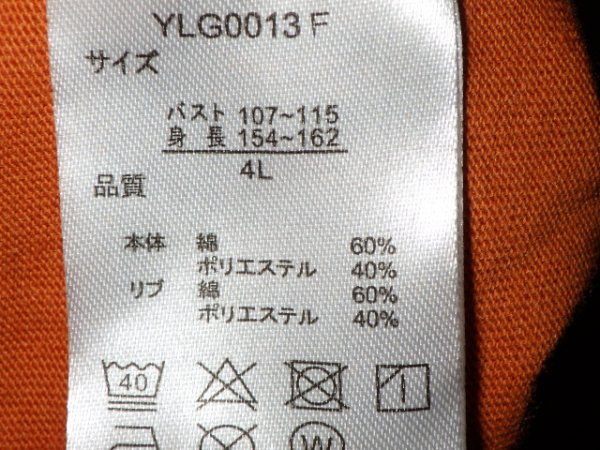 YLG0013 F
サイズ
バスト 107~115
身長 154~162
4L
品質
本体 綿 60%
ポリエステル 40%
リブ 綿 60%
ポリエステル 40%
40
W